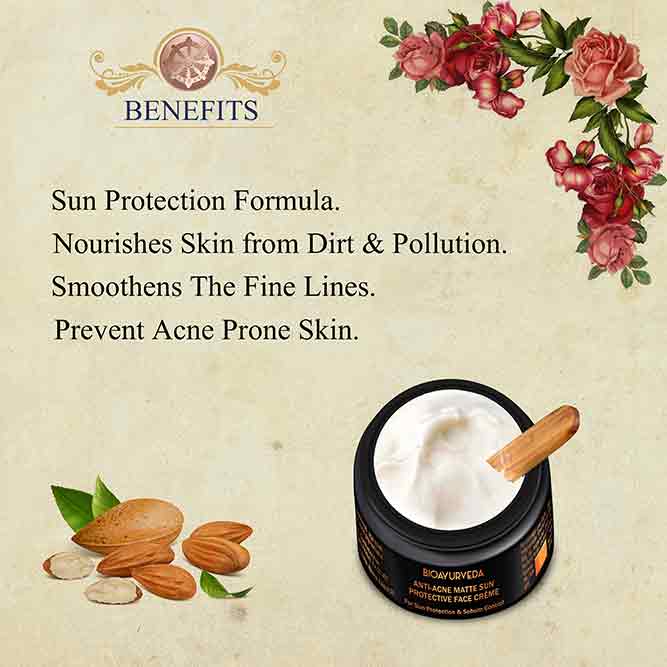 BENEFITS
Sun Protection Formula.
Nourishes Skin from Dirt & Pollution.
Smoothens The Fine Lines.
Prevent Acne Prone Skin.
BIOAYURVEDA
ANTI-ACNE MATTE SUN
PROTECTIVE FACE CRÈME
For Sun Protection & Sebum Control